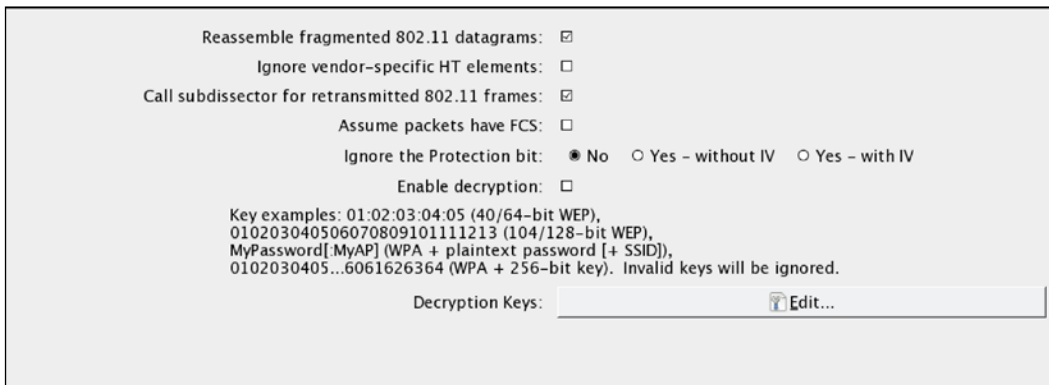 Reassemble fragmented 802.11 datagrams:
Ignore vendor-specific HT elements:
Call subdissector for retransmitted 802.11 frames:
Assume packets have FCS:
Ignore the Protection bit: No Yes – without IV Yes – with IV
Enable decryption:
Key examples: 01:02:03:04:05 (40/64–bit WEP),
010203040506070809101111213 (104/128–bit WEP),
MyPassword[:MyAP] (WPA + plaintext password [+ SSID]),
0102030405...6061626364 (WPA + 256–bit key). Invalid keys will be ignored.
Decryption Keys: Edit...